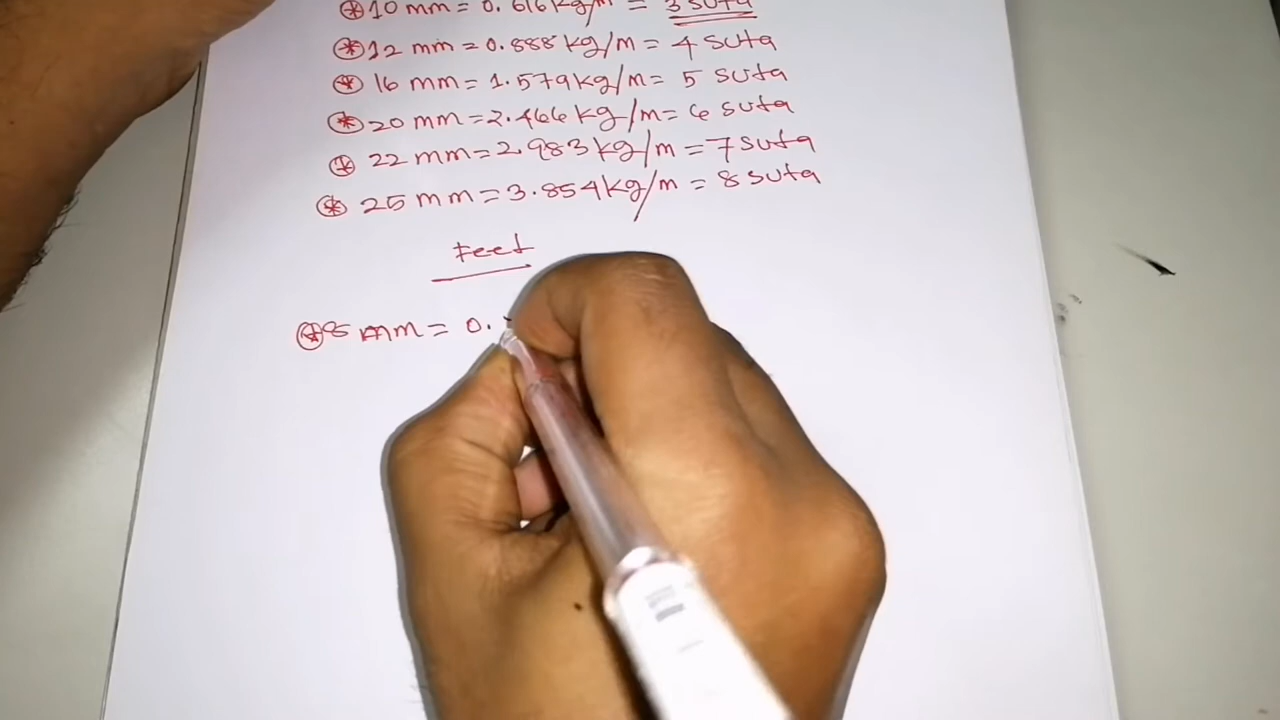 10 mm = 0.616 kg/m = 3 suta
12 mm = 0.888 kg/m = 4 suta
16 mm = 1.579 kg/m = 5 suta
20 mm = 2.466 kg/m = 6 suta
22 mm = 2.983 kg/m = 7 suta
25 mm = 3.854 kg/m = 8 suta
Feet
8 mm = 0.